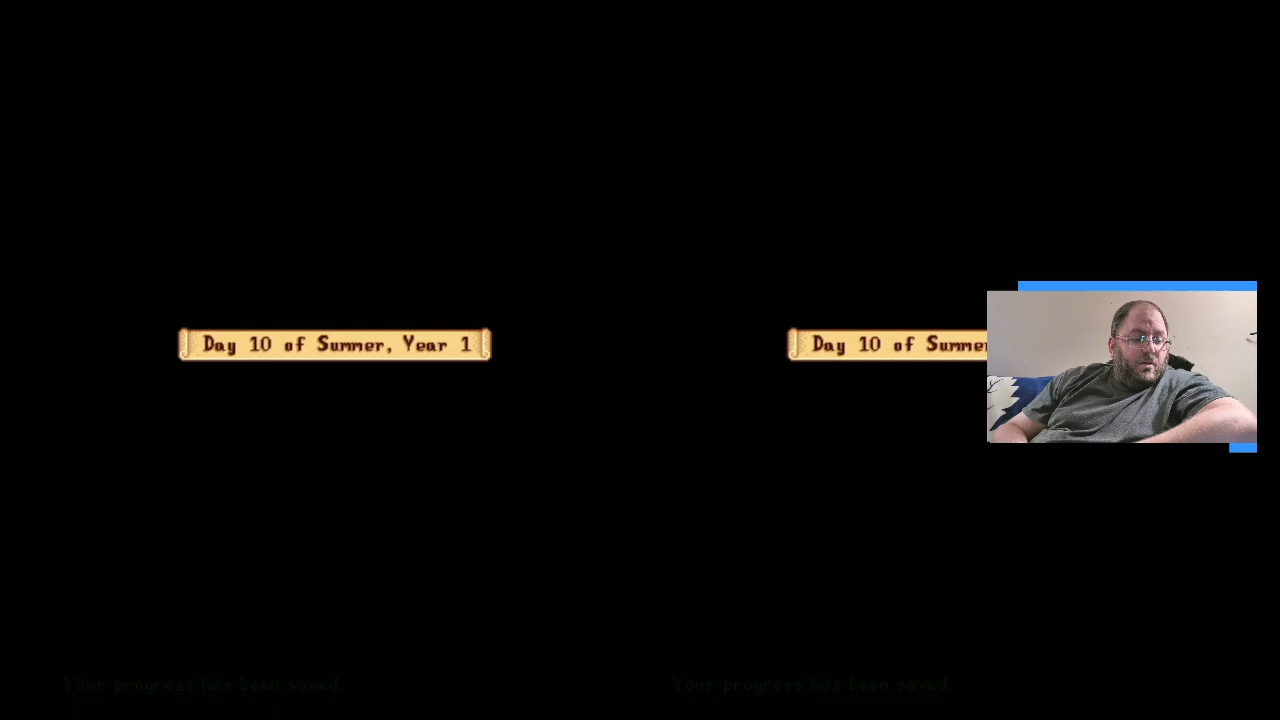 Day 10 of Summer, Year 1
Day 10 of Summer
Your progress has been saved.
Your progress has been saved.